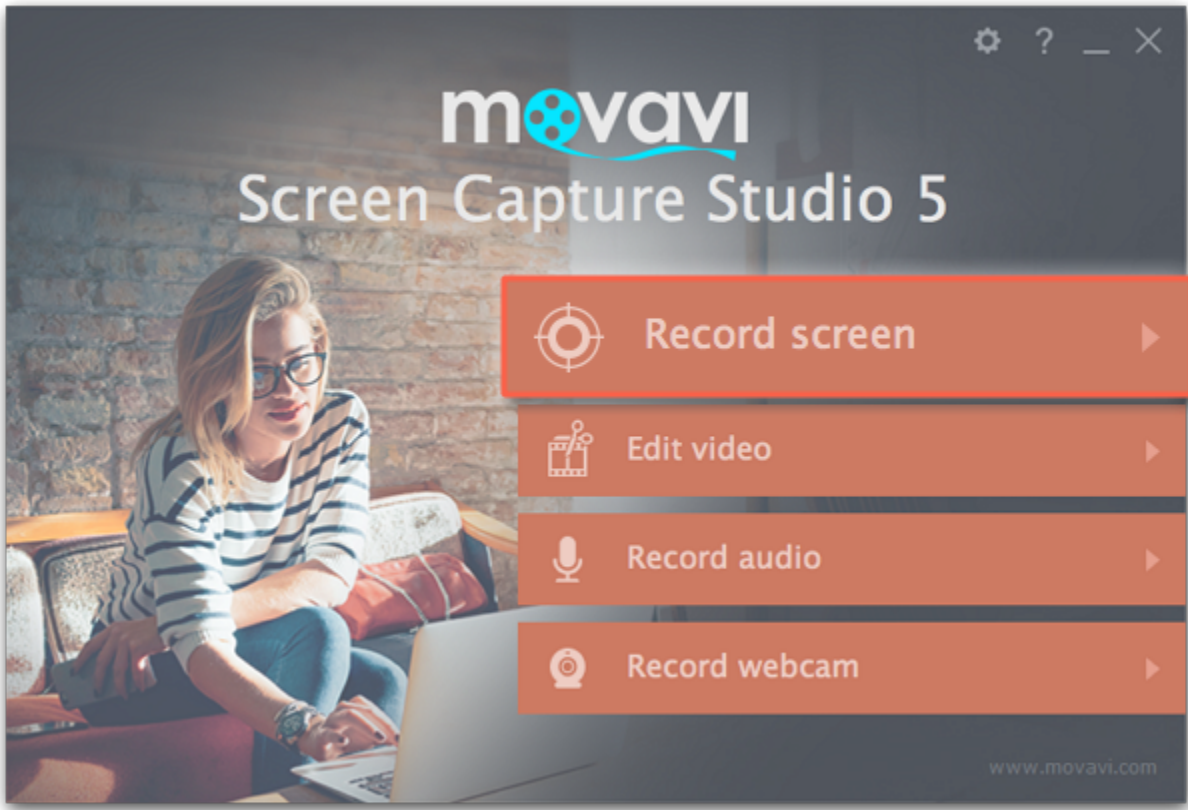 ?
movavi
Screen Capture Studio 5
Record screen
Edit video
Record audio
Record webcam
www.movavi.com